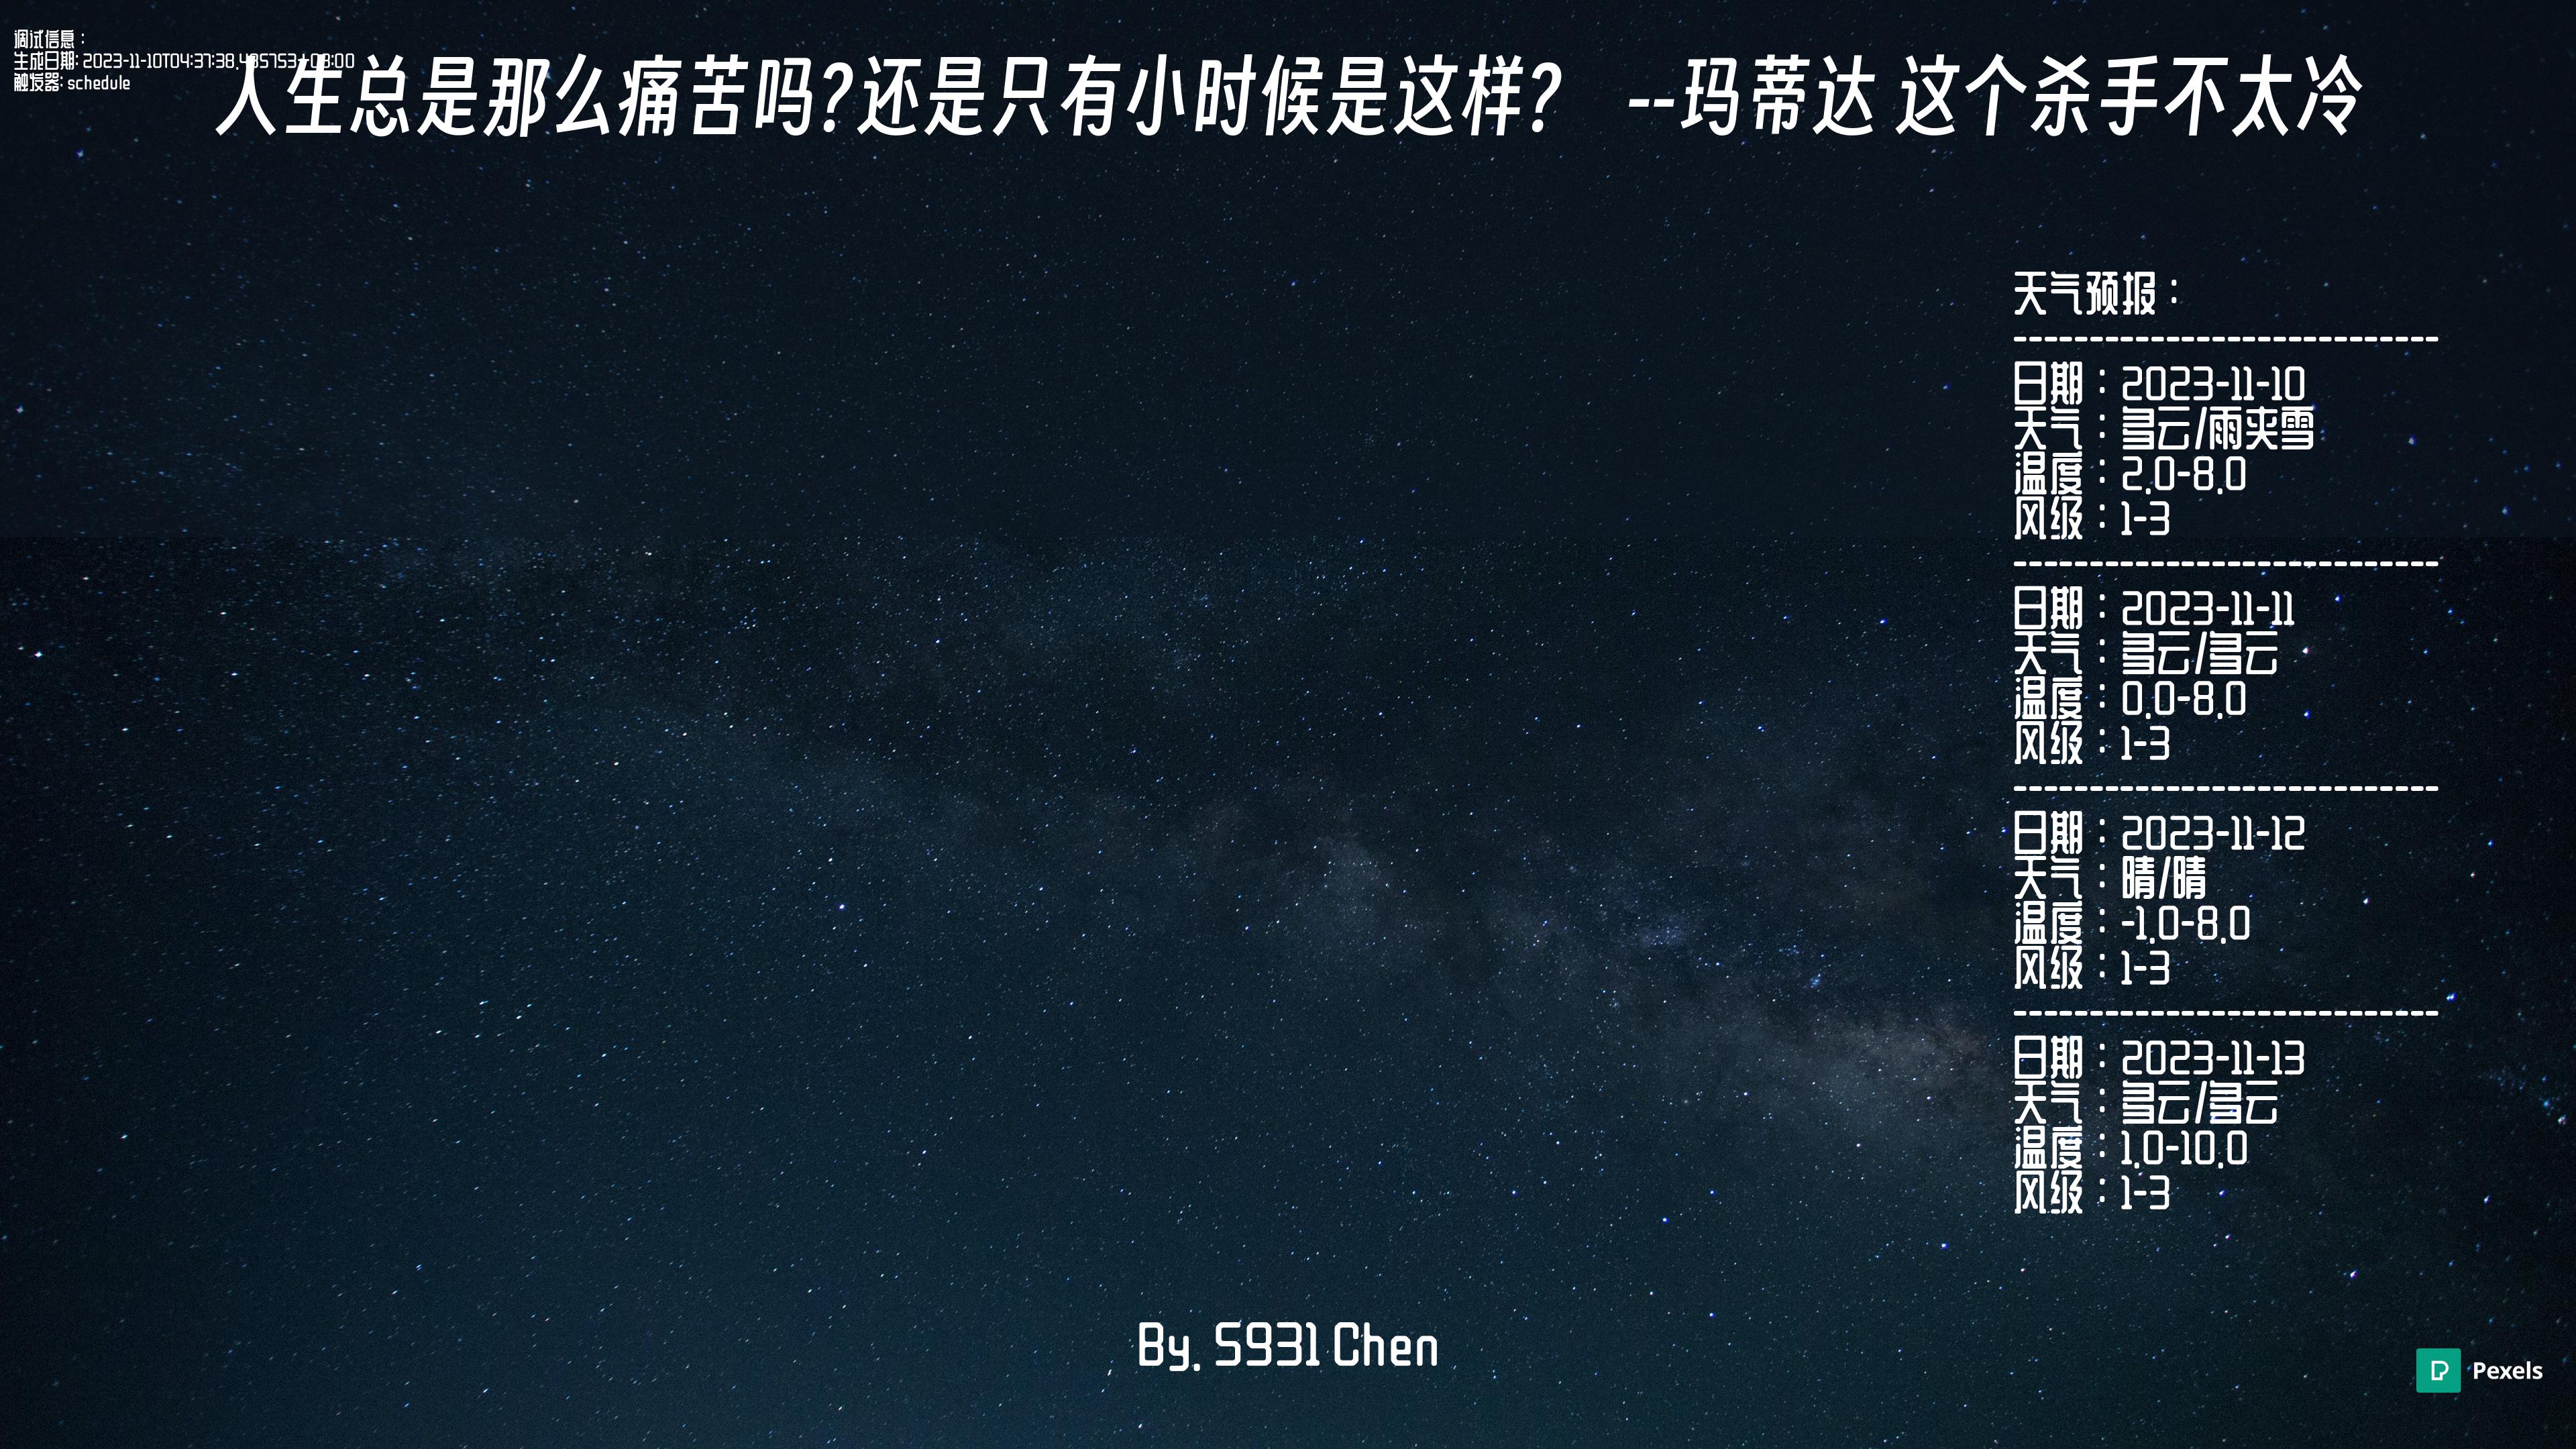 调试信息：
生成日期: 2023-11-10T04:37:38.485753+08:00
触发器: schedule
人生总是那么痛苦吗?还是只有小时候是这样? --玛蒂达 这个杀手不太冷
天气预报：
----------------------------
日期：2023-11-10
天气：多云/雨夹雪
温度：2.0-8.0
风级：1-3
----------------------------
日期：2023-11-11
天气：多云/多云
温度：0.0-8.0
风级：1-3
----------------------------
日期：2023-11-12
天气：晴/晴
温度：-1.0-8.0
风级：1-3
----------------------------
日期：2023-11-13
天气：多云/多云
温度：1.0-10.0
风级：1-3
By. S931 Chen
Pexels